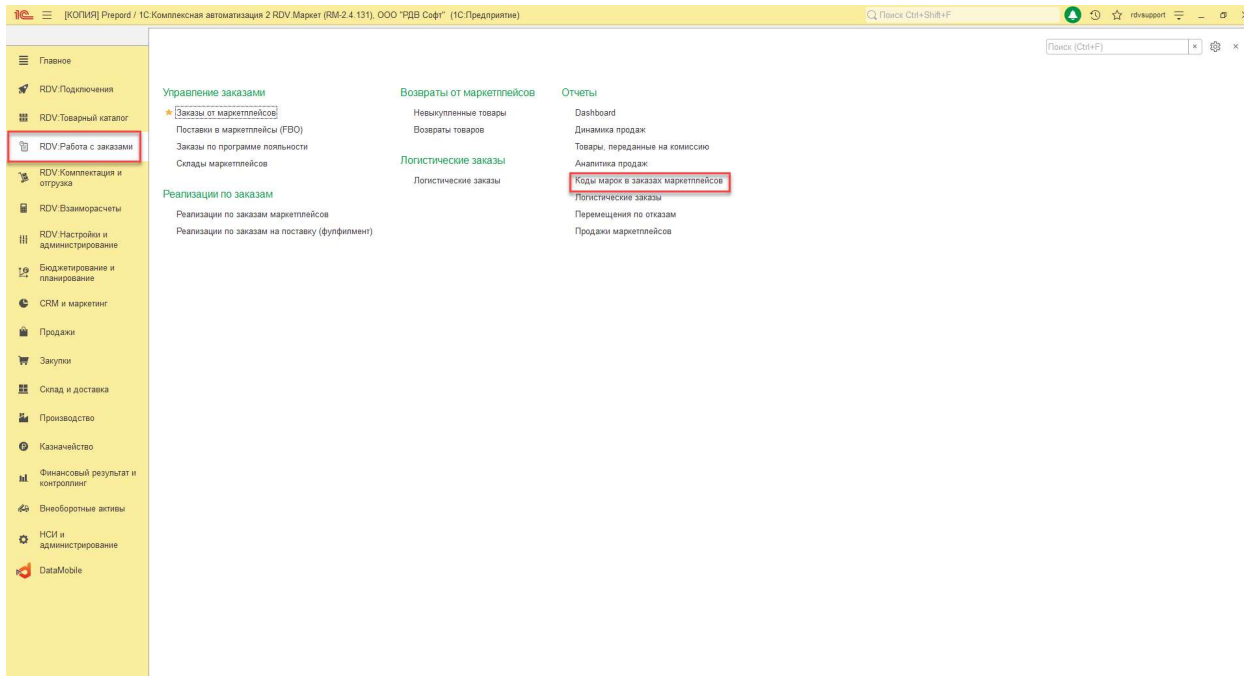 [КОПИЯ] Prepord / 1С:Комплексная автоматизация 2 RDV.Маркет (RM-2.4.131), ООО "РДВ Софт" (1С:Предприятие)
Поиск Ctrl+Shift+F
rdvsupport
Поиск (Ctrl+F)
Главное
RDV:Подключения
RDV:Товарный каталог
RDV:Работа с заказами
RDV:Комплектация и
отгрузка
RDV:Взаиморасчеты
RDV:Настройки и
администрирование
Бюджетирование и
планирование
CRM и маркетинг
Продажи
Закупки
Склад и доставка
Производство
Казначейство
Финансовый результат и
контроллинг
Внеоборотные активы
НСИ и
администрирование
DataMobile
Управление заказами
Заказы от маркетплейсов
Поставки в маркетплейсы (FBO)
Заказы по программе лояльности
Склады маркетплейсов
Реализации по заказам
Реализации по заказам маркетплейсов
Реализации по заказам на поставку (фулфилмент)
Возвраты от маркетплейсов
Невыкупленные товары
Возвраты товаров
Логистические заказы
Логистические заказы
Отчеты
Dashboard
Динамика продаж
Товары, переданные на комиссию
Аналитика продаж
Коды марок в заказах маркетплейсов
Логистические заказы
Перемещения по отказам
Продажи маркетплейсов